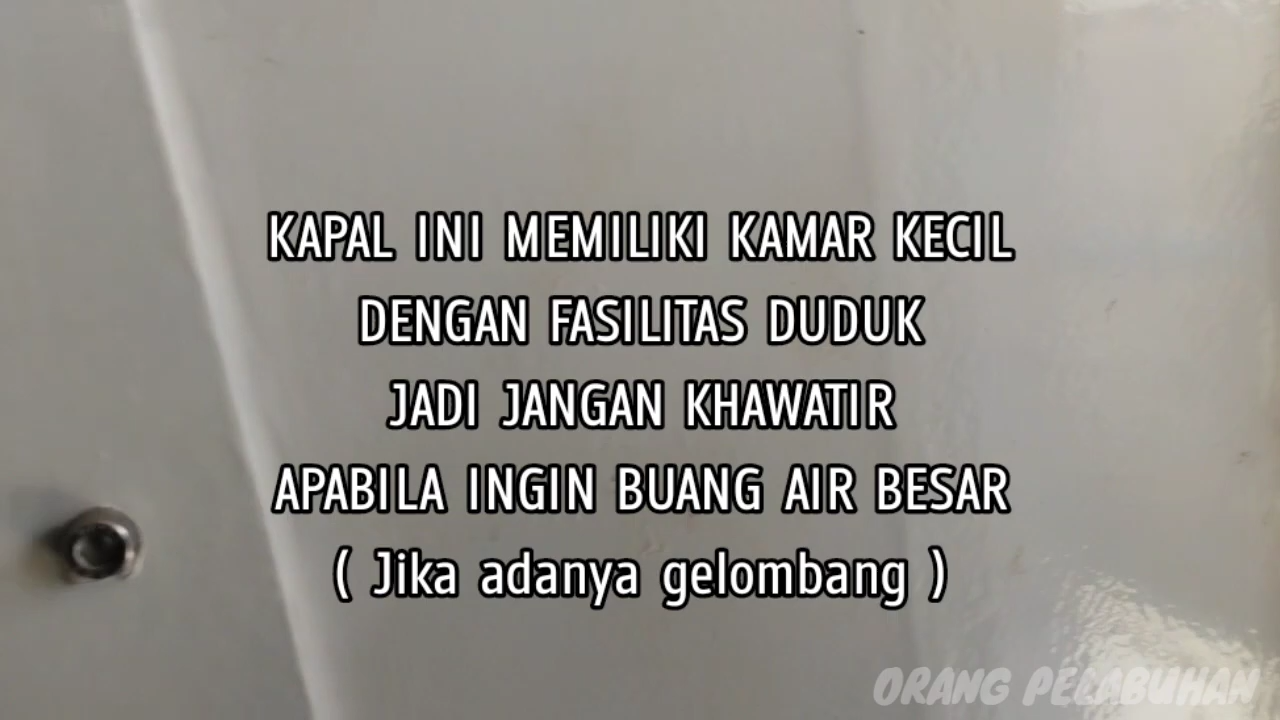 KAPAL INI MEMILIKI KAMAR KECIL
DENGAN FASILITAS DUDUK
JADI JANGAN KHAWATIR
APABILA INGIN BUANG AIR BESAR
( Jika adanya gelombang )
ORANG PELABUHAN